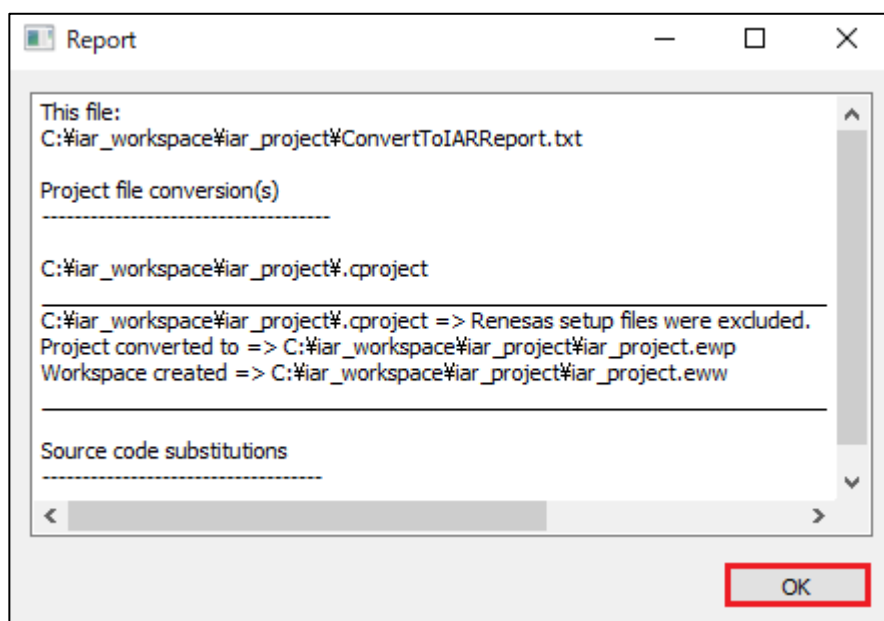 Report
This file:
C:¥iar_workspace¥iar_project¥ConvertToIARReport.txt
Project file conversion(s)
------------------------------------
C:¥iar_workspace¥iar_project¥.cproject
C:¥iar_workspace¥iar_project¥.cproject => Renesas setup files were excluded.
Project converted to => C:¥iar_workspace¥iar_project¥iar_project.ewp
Workspace created => C:¥iar_workspace¥iar_project¥iar_project.eww
Source code substitutions
-----------------------------------
OK